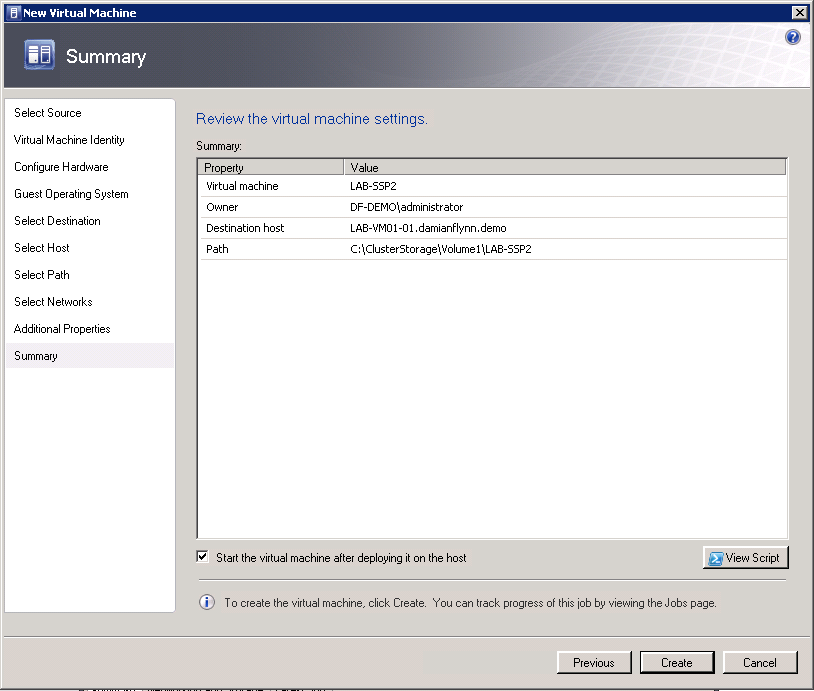 New Virtual Machine
Summary
Select Source
Virtual Machine Identity
Configure Hardware
Guest Operating System
Select Destination
Select Host
Select Path
Select Networks
Additional Properties
Summary
Review the virtual machine settings.
Summary:
Property Value
Virtual machine LAB-SSP2
Owner DF-DEMO\administrator
Destination host LAB-VM01-01.damianflynn.demo
Path C:\ClusterStorage\Volume1\LAB-SSP2
Start the virtual machine after deploying it on the host
View Script
To create the virtual machine, click Create. You can track progress of this job by viewing the Jobs page.
Previous Create Cancel